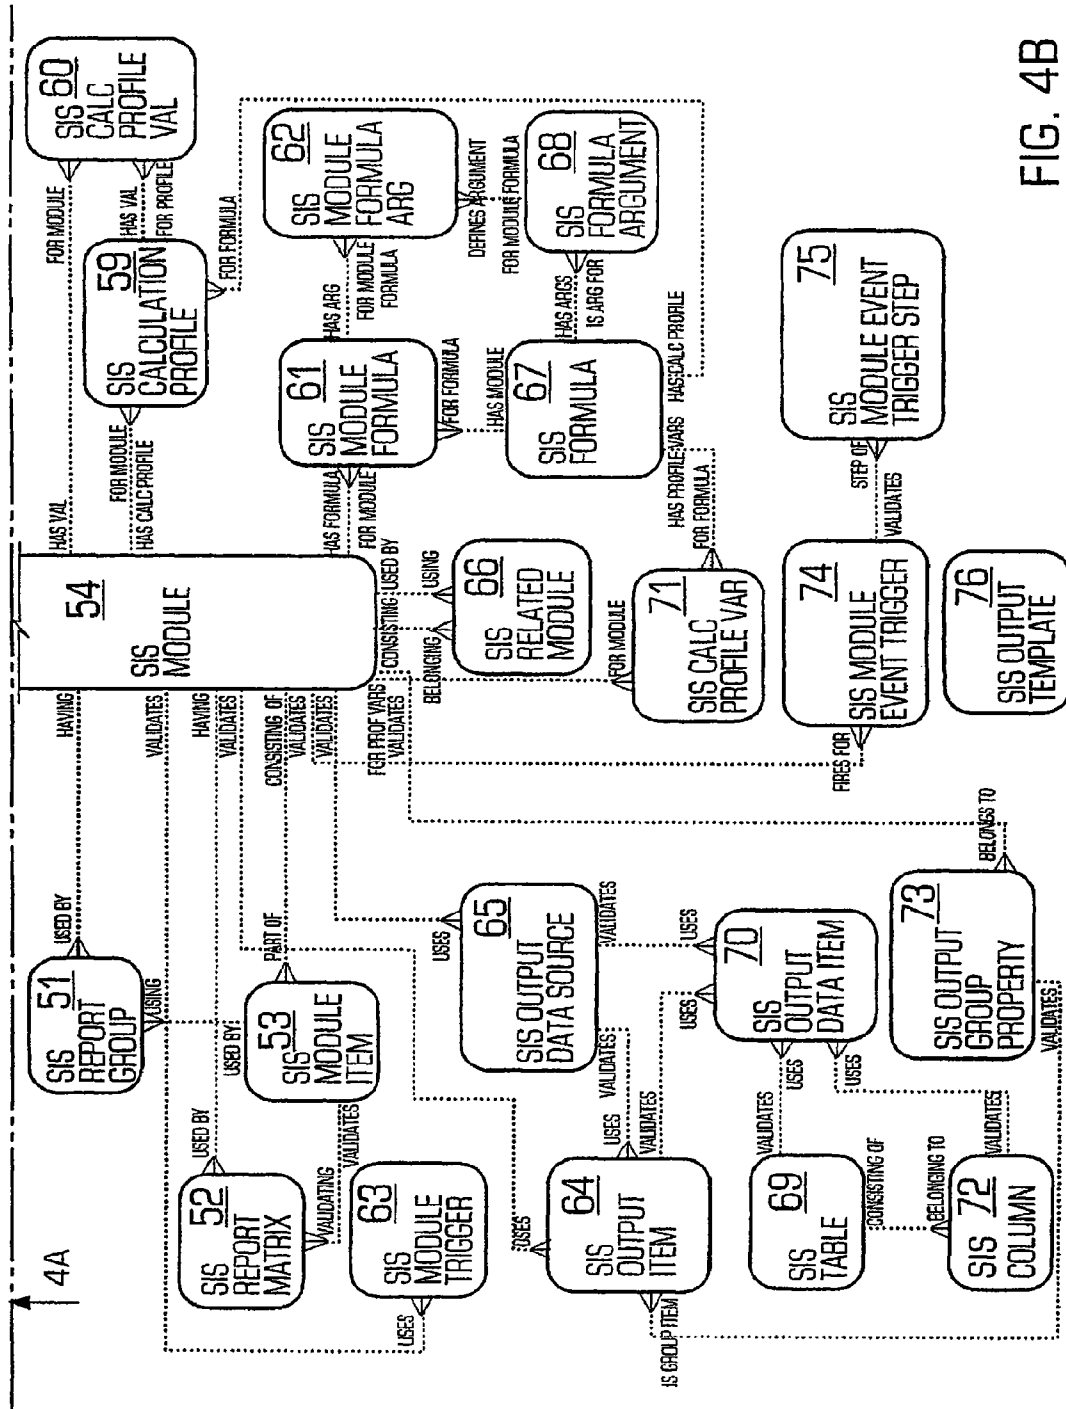 4A
SIS 60
CALC
PROFILE
VAL
FOR MODULE
HAS VAL
HAS VAL
FOR PROFILE
59
SIS
CALCULATION
PROFILE
FOR MODULE
HAS CALC PROFILE
FOR FORMULA
62
SIS
MODULE
FORMULA
ARG
HAS ARG
FOR MODULE
FORMULA
DEFINES ARGUMENT
FOR MODULE FORMULA
68
SIS
FORMULA
ARGUMENT
61
SIS
MODULE
FORMULA
HAS FORMULA
FOR MODULE
FOR FORMULA
HAS MODULE
HAS ARGS
IS ARG FOR
67
SIS
FORMULA
HAS CALC PROFILE
HAS PROFILE VARS
FOR FORMULA
54
SIS
MODULE
USED BY
USING
CONSISTING
BELONGING
66
SIS
RELATED
MODULE
FOR MODULE
FOR PROF VARS
71
SIS CALC
PROFILE VAR
75
SIS
MODULE EVENT
TRIGGER STEP
STEP OF
VALIDATES
74
SIS MODULE
EVENT TRIGGER
FIRES FOR
VALIDATES
76
SIS OUTPUT
TEMPLATE
HAVING
VALIDATES
HAVING
VALIDATES
CONSISTING OF
VALIDATES
VALIDATES
USED BY
51
SIS
REPORT
GROUP
USING
USED BY
PART OF
53
SIS
MODULE
ITEM
USED BY
52
SIS
REPORT
MATRIX
VALIDATING
VALIDATES
63
SIS
MODULE
TRIGGER
USES
USES
65
SIS OUTPUT
DATA SOURCE
VALIDATES
USES
VALIDATES
USES
USES
64
SIS
OUTPUT
ITEM
VALIDATES
USES
IS GROUP ITEM
70
SIS
OUTPUT
DATA ITEM
USES
VALIDATES
USES
VALIDATES
69
SIS
TABLE
CONSISTING OF
BELONGING TO
SIS 72
COLUMN
BELONGS TO
73
SIS OUTPUT
GROUP
PROPERTY
VALIDATES
FIG. 4B